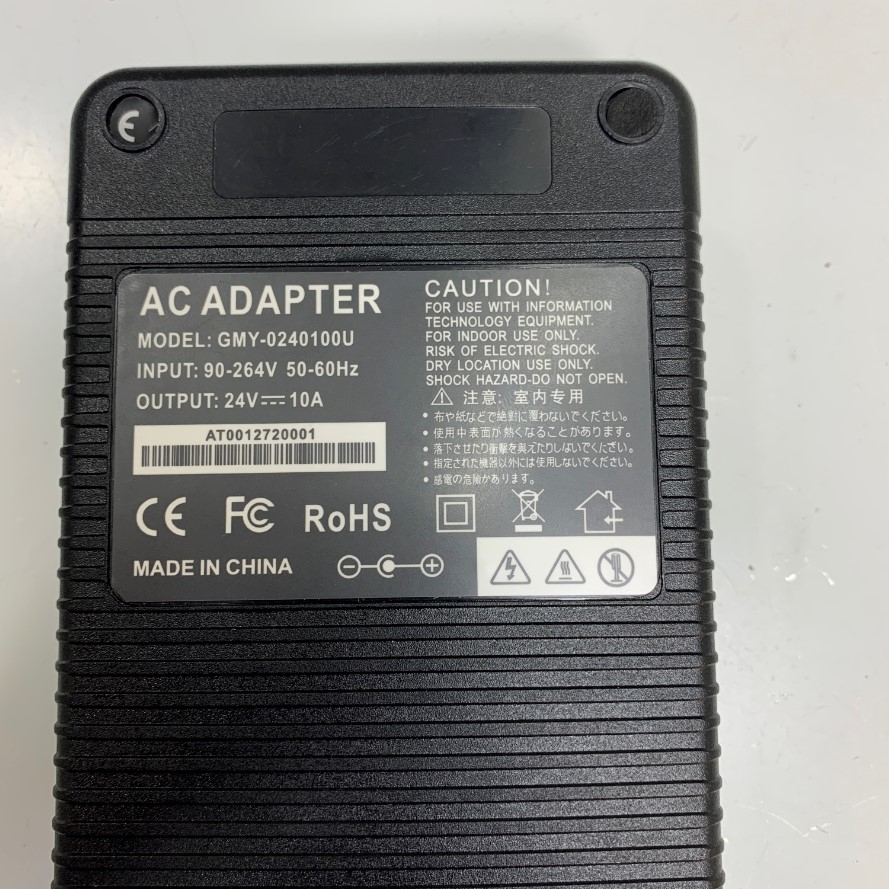 AC ADAPTER
MODEL: GMY-0240100U
INPUT: 90-264V 50-60Hz
OUTPUT: 24V⎓10A
AT0012720001
CE FC RoHS
MADE IN CHINA
CAUTION!
FOR USE WITH INFORMATION
TECHNOLOGY EQUIPMENT.
FOR INDOOR USE ONLY.
RISK OF ELECTRIC SHOCK.
DRY LOCATION USE ONLY.
SHOCK HAZARD-DO NOT OPEN.
注意: 室内专用
• 布や紙などで絶對に覆わないでください。
• 使用中表面が熱くなることがあります。
• 落下させたり衝擊を與えたりしないでください。
• 指定された機器以外には使用しないでください。
• 感電の危険かあります。